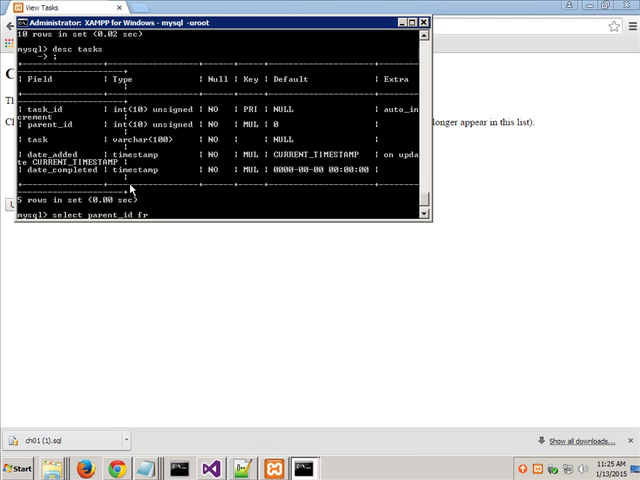 View Tasks
Administrator: XAMPP for Windows - mysql -uroot
10 rows in set (0.02 sec)
mysql> desc tasks
-> ;
| Field | Type | Null | Key | Default | Extra
|
| task_id | int(10) unsigned | NO | PRI | NULL | auto_in
crement |
| parent_id | int(10) unsigned | NO | MUL | 0 |
|
| task | varchar(100) | NO | | NULL |
|
| date_added | timestamp | NO | MUL | CURRENT_TIMESTAMP | on upda
te CURRENT_TIMESTAMP |
| date_completed | timestamp | NO | MUL | 0000-00-00 00:00:00 |
|
5 rows in set (0.00 sec)
mysql> select parent_id fr
longer appear in this list).
ch01 (1).sql
Show all downloads...
Start
11:25 AM
1/13/2015